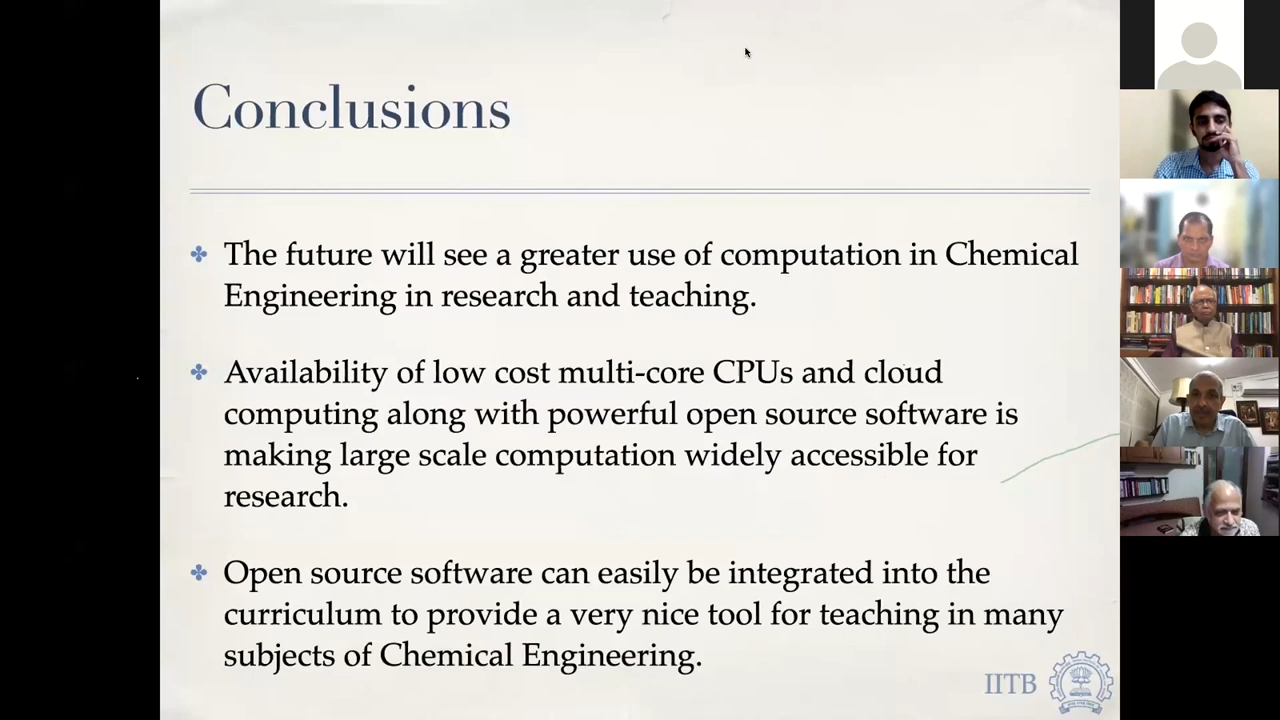 Conclusions
The future will see a greater use of computation in Chemical
Engineering in research and teaching.
Availability of low cost multi-core CPUs and cloud
computing along with powerful open source software is
making large scale computation widely accessible for
research.
Open source software can easily be integrated into the
curriculum to provide a very nice tool for teaching in many
subjects of Chemical Engineering.
IITB